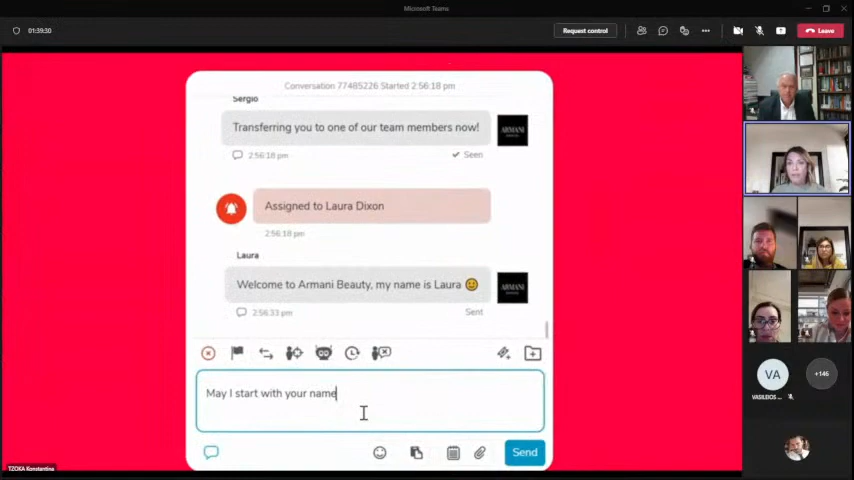 Microsoft Teams
01:39:30
Request control
Leave
Conversation 77485226 Started 2:56:18 pm
Sergio
Transferring you to one of our team members now!
ARMANI
2:56:18 pm
Seen
Assigned to Laura Dixon
2:56:18 pm
Laura
Welcome to Armani Beauty, my name is Laura
ARMANI
2:56:33 pm
Sent
May I start with your name
Send
VA
+146
VASILEIOS ...
TZOKA Konstantina